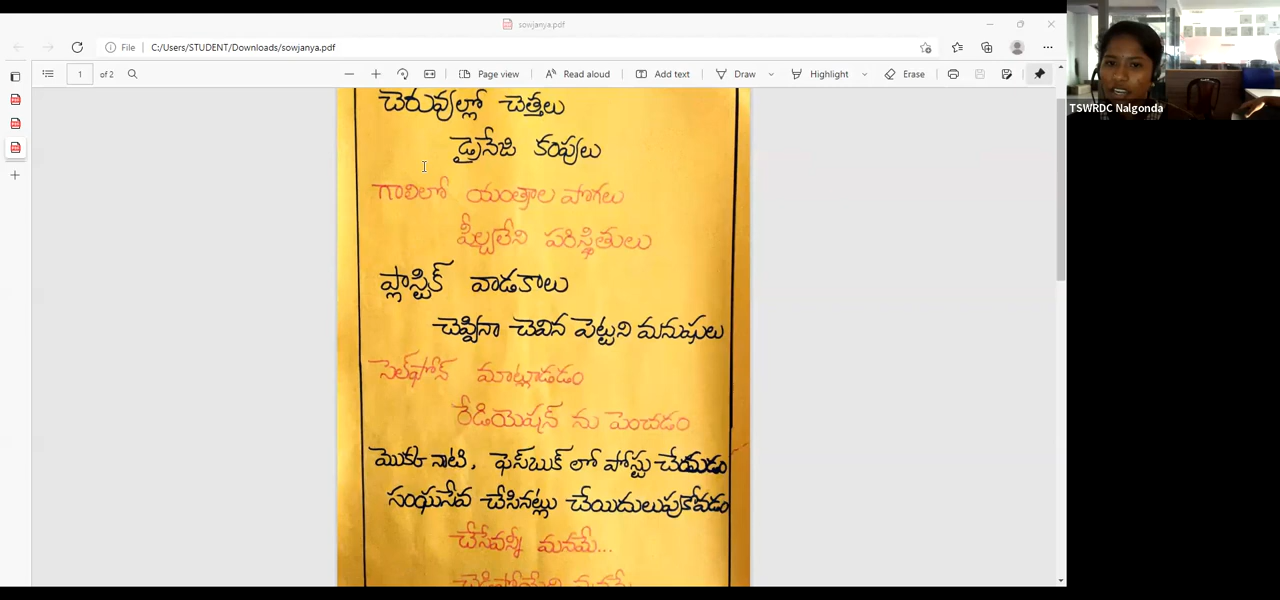 sowjanya.pdf
File C:/Users/STUDENT/Downloads/sowjanya.pdf
1 of 2 Page view Read aloud Add text Draw Highlight Erase
TSWRDC Nalgonda
చెరువుల్లో చెత్తలు
డ్రైనేజి కంపులు
గాలిలో యంత్రాల పొగలు
పీల్చలేని పరిస్థితులు
ప్లాస్టిక్ వాడకాలు
చెప్పినా చెవిన పెట్టని మనుషులు
సెల్‌ఫోన్ మాట్లాడడం
రేడియెషన్ ను పెంచడం
మొక్క నాటి, ఫెస్‌బుక్ లో పోస్టు చేయడం
సంఘసేవ చేసినట్లు చేయిదులుపుకోవడం
చేసేవన్నీ మనమే...